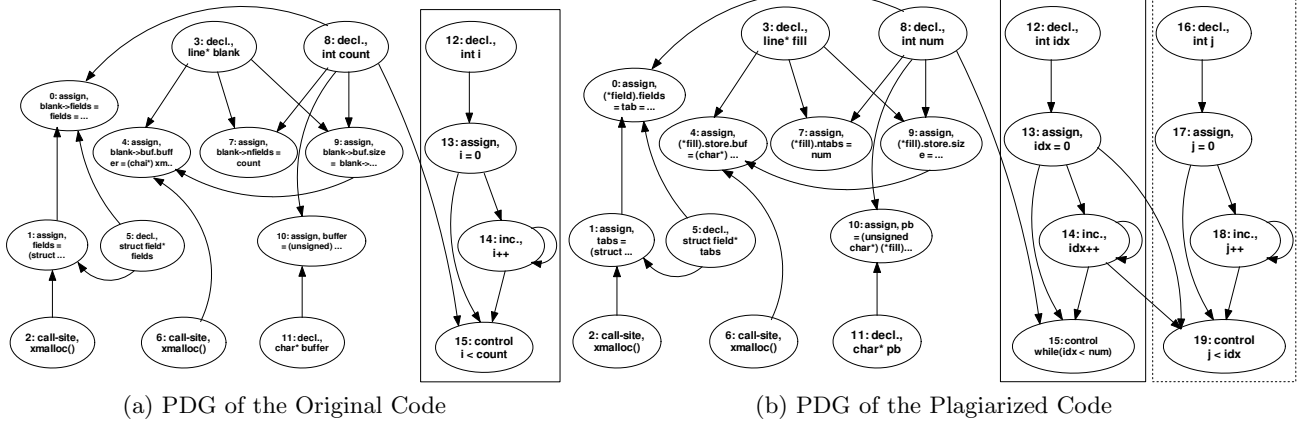 3: decl.,
line* blank
8: decl.,
int count
12: decl.,
int i
0: assign,
blank->fields =
fields = ...
4: assign,
blank->buf.buff
er = (chai*) xm..
7: assign,
blank->nfields =
count
9: assign,
blank->buf.size
= blank->...
13: assign,
i = 0
1: assign,
fields =
(struct ...
5: decl.,
struct field*
fields
10: assign, buffer
= (unsigned) ...
14: inc.,
i++
2: call-site,
xmalloc()
6: call-site,
xmalloc()
11: decl.,
char* buffer
15: control
i < count
(a) PDG of the Original Code
3: decl.,
line* fill
8: decl.,
int num
12: decl.,
int idx
16: decl.,
int j
0: assign,
(*field).fields
= tab = ...
4: assign,
(*fill).store.buf
= (char*) ...
7: assign,
(*fill).ntabs =
num
9: assign,
(*fill).store.siz
e = ...
13: assign,
idx = 0
17: assign,
j = 0
1: assign,
tabs =
(struct ...
5: decl.,
struct field*
tabs
10: assign, pb
= (unsigned
char*) (*fill)...
14: inc.,
idx++
18: inc.,
j++
2: call-site,
xmalloc()
6: call-site,
xmalloc()
11: decl.,
char* pb
15: control
while(idx < num)
19: control
j < idx
(b) PDG of the Plagiarized Code